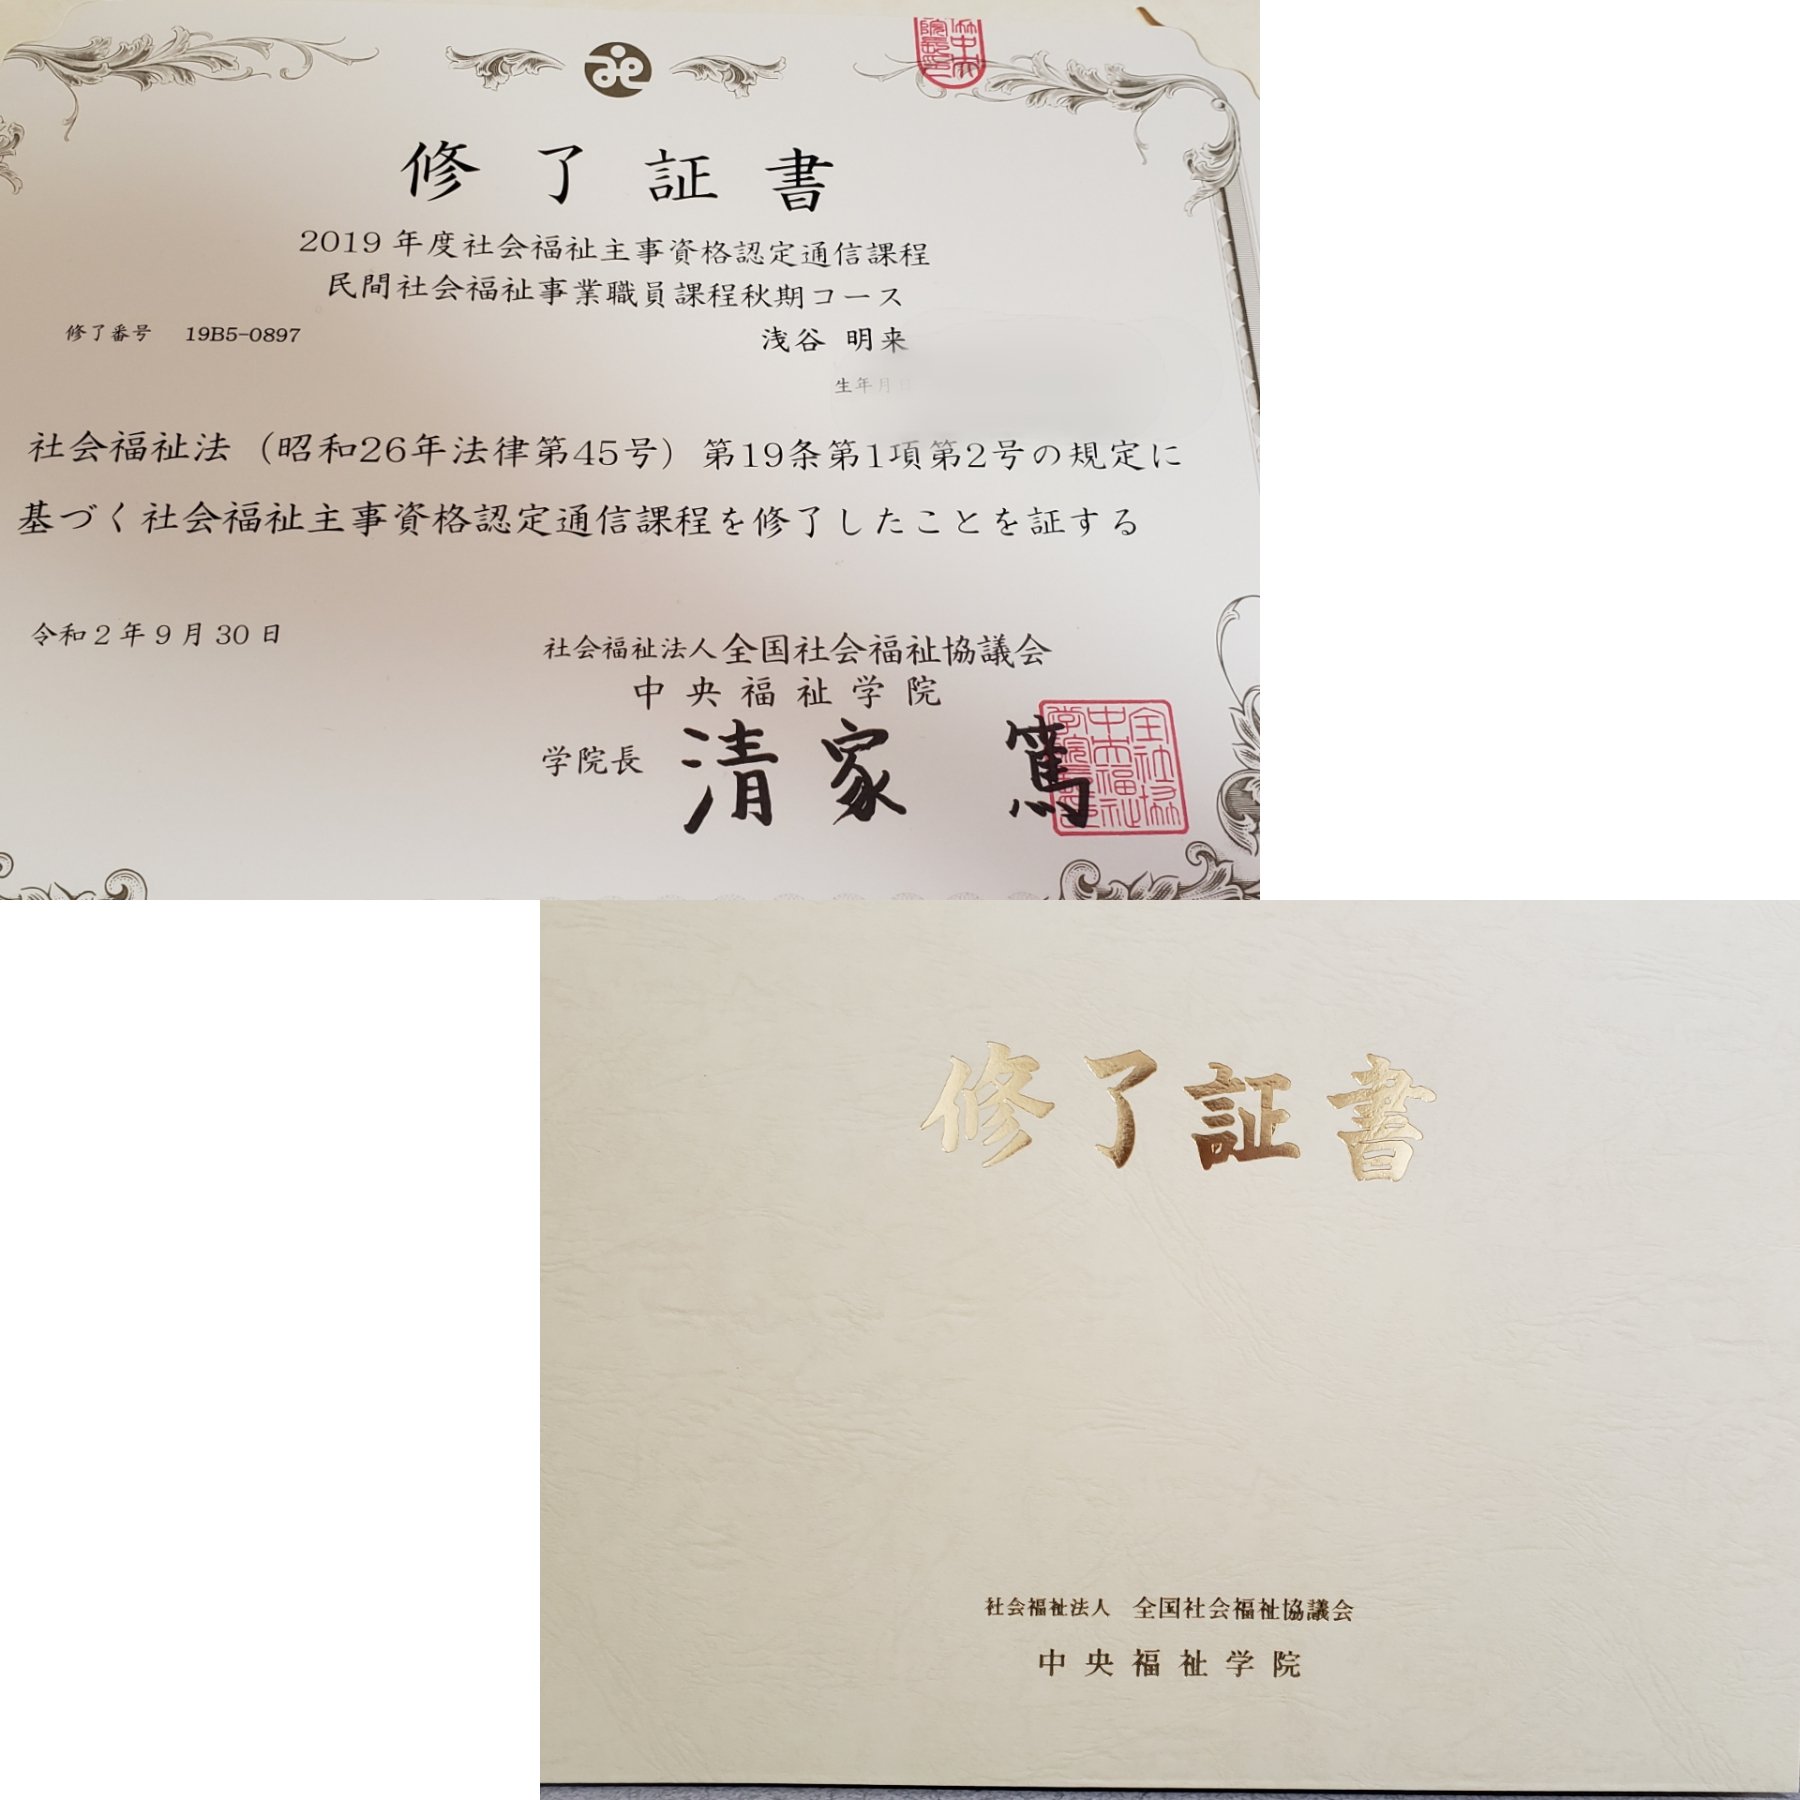 修了証書
2019年度社会福祉主事資格認定通信課程
民間社会福祉事業職員課程秋期コース
修了番号 19B5-0897
浅谷 明来
生年月日
社会福祉法（昭和26年法律第45号）第19条第1項第2号の規定に
基づく社会福祉主事資格認定通信課程を修了したことを証する
令和2年9月30日
社会福祉法人全国社会福祉協議会
中央福祉学院
学院長 清家 篤
修了証書
社会福祉法人 全国社会福祉協議会
中央福祉学院